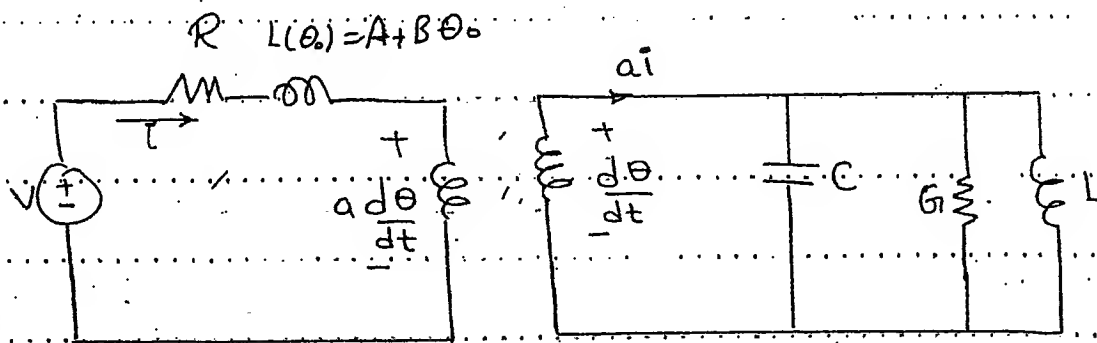 R L(θ₀) = A + Bθ₀
ai
i
+
+
V
+
-
a dθ/dt
-
dθ/dt
-
C
G
L